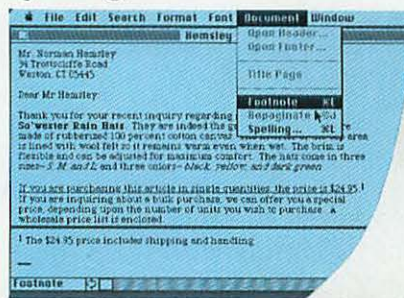 File Edit Search Format Font Document Window
Hemsley
Open Header...
Open Footer...
Title Page
Footnote ⌘E
Repaginate ⌘J
Spelling... ⌘L
Mr. Norman Hemsley
34 Trottscliffe Road
Weston, CT 05445
Dear Mr Hemsley:
Thank you for your recent inquiry regarding
So'wester Rain Hats. They are indeed the
made of rubberized 100 percent cotton canvas area
is lined with wool felt so it remains warm even when wet. The brim is
flexible and can be adjusted for maximum comfort. The hats come in three
sizes- S, M, and L, and three colors- black, yellow, and dark green.
If you are purchasing this article in single quantities, the price is $24.95.1
If you are inquiring about a bulk purchase, we can offer you a special
price, depending upon the number of units you wish to purchase. A
wholesale price list is enclosed.
1 The $24.95 price includes shipping and handling
Footnote